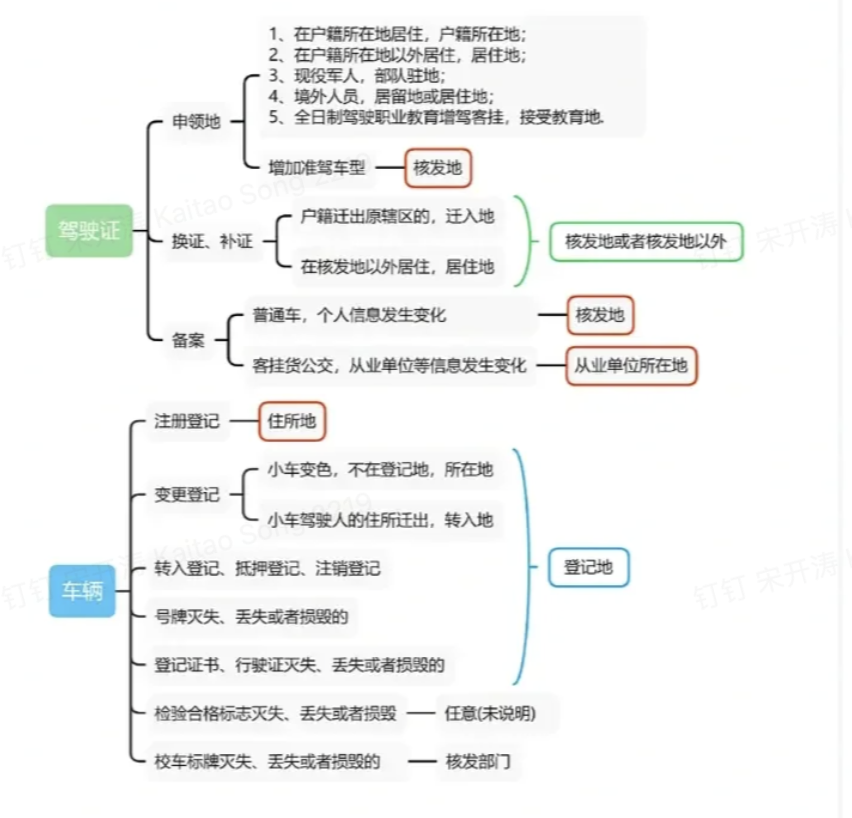 1、在户籍所在地居住，户籍所在地；
2、在户籍所在地以外居住，居住地；
3、现役军人，部队驻地；
4、境外人员，居留地或居住地；
5、全日制驾驶职业教育增驾客挂，接受教育地.
申领地
增加准驾车型
核发地
驾驶证
换证、补证
户籍迁出原辖区的，迁入地
在核发地以外居住，居住地
核发地或者核发地以外
备案
普通车，个人信息发生变化
核发地
客挂货公交，从业单位等信息发生变化
从业单位所在地
注册登记
住所地
变更登记
小车变色，不在登记地，所在地
小车驾驶人的住所迁出，转入地
车辆
转入登记、抵押登记、注销登记
登记地
号牌灭失、丢失或者损毁的
登记证书、行驶证灭失、丢失或者损毁的
检验合格标志灭失、丢失或者损毁
任意(未说明)
校车标牌灭失、丢失或者损毁的
核发部门
钉钉 宋开涛 Kaitao Song 2219
钉钉 宋开涛
钉钉 宋开涛 Kaitao Song 2219
钉钉 宋开涛